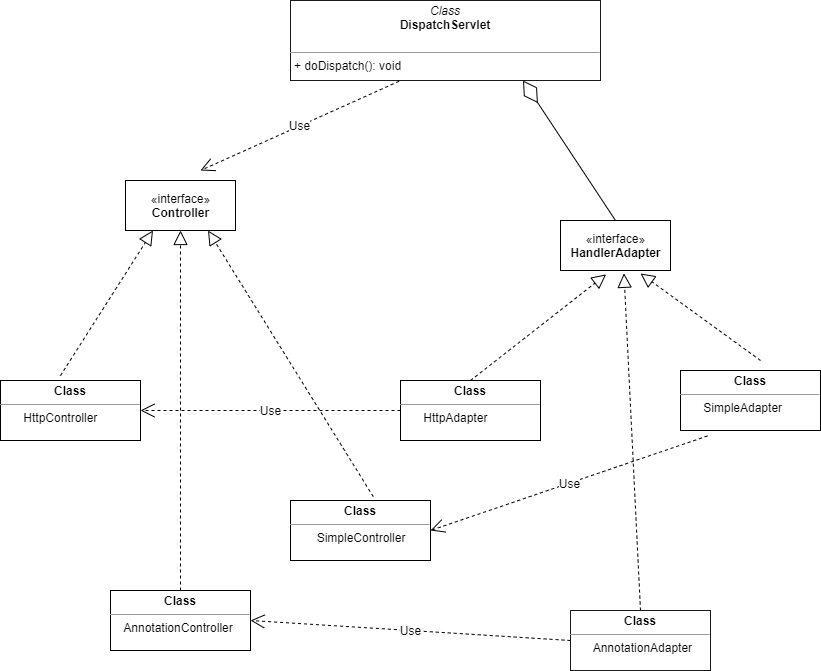 Class
DispatchServlet
+ doDispatch(): void
Use
«interface»
Controller
«interface»
HandlerAdapter
Class
HttpController
Use
Class
HttpAdapter
Class
SimpleAdapter
Use
Class
SimpleController
Class
AnnotationController
Use
Class
AnnotationAdapter